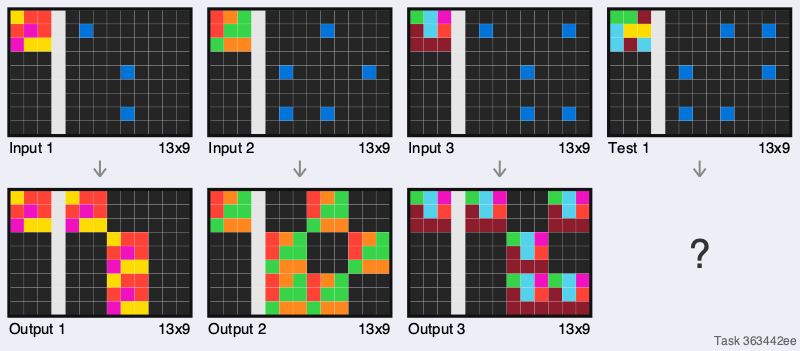 Input 1 13x9
Input 2 13x9
Input 3 13x9
Test 1 13x9
?
Output 1 13x9
Output 2 13x9
Output 3 13x9
Task 363442ee